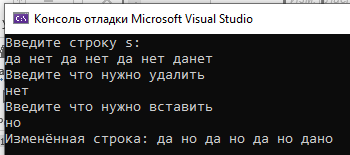 Консоль отладки Microsoft Visual Studio
Введите строку s:
да нет да нет да нет данет
Введите что нужно удалить
нет
Введите что нужно вставить
но
Изменённая строка: да но да но да но дано